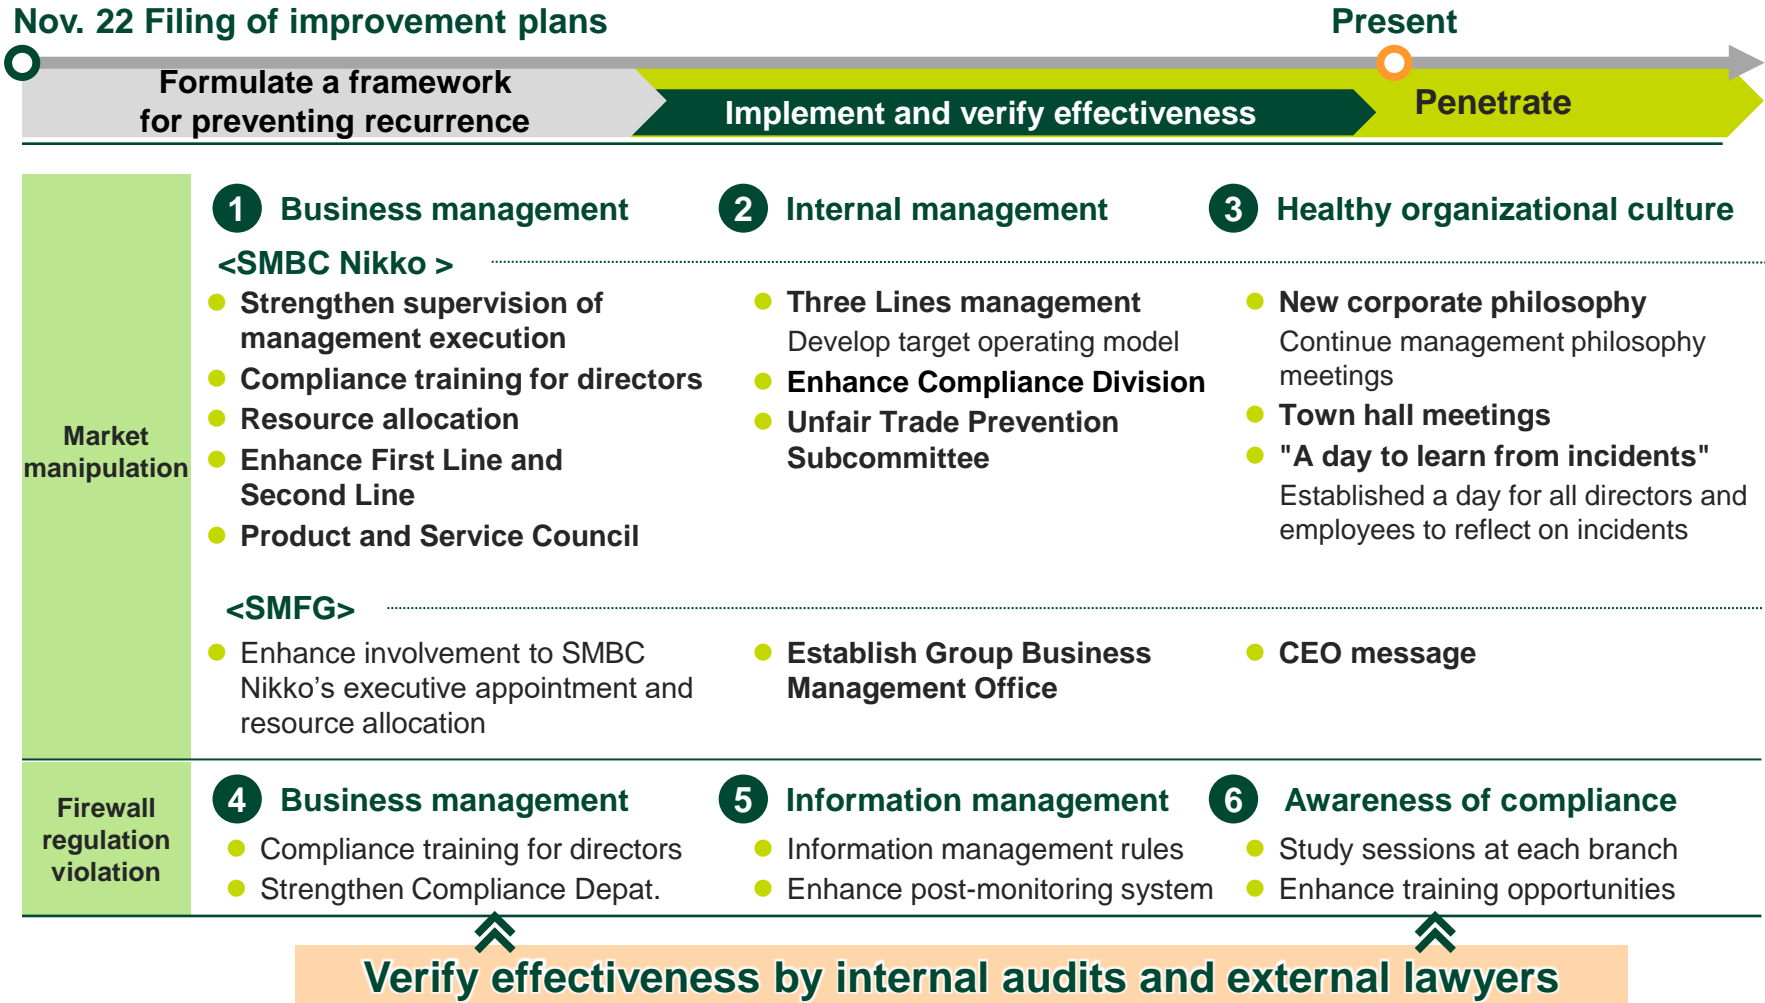 Nov. 22 Filing of improvement plans
Present
Formulate a framework
for preventing recurrence
Implement and verify effectiveness
Penetrate
Market
manipulation
1 Business management
2 Internal management
3 Healthy organizational culture
<SMBC Nikko >
● Strengthen supervision of
management execution
● Compliance training for directors
● Resource allocation
● Enhance First Line and
Second Line
● Product and Service Council
● Three Lines management
Develop target operating model
● Enhance Compliance Division
● Unfair Trade Prevention
Subcommittee
● New corporate philosophy
Continue management philosophy
meetings
● Town hall meetings
● "A day to learn from incidents"
Established a day for all directors and
employees to reflect on incidents
<SMFG>
● Enhance involvement to SMBC
Nikko’s executive appointment and
resource allocation
● Establish Group Business
Management Office
● CEO message
Firewall
regulation
violation
4 Business management
● Compliance training for directors
● Strengthen Compliance Depat.
5 Information management
● Information management rules
● Enhance post-monitoring system
6 Awareness of compliance
● Study sessions at each branch
● Enhance training opportunities
Verify effectiveness by internal audits and external lawyers